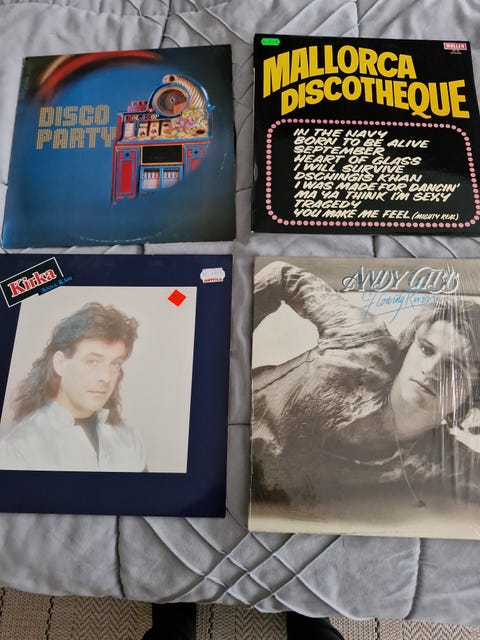 DISCO
PARTY
MALLORCA
DISCOTHEQUE
IN THE NAVY
BORN TO BE ALIVE
SEPTEMBER
HEART OF GLASS
I WILL SURVIVE
DSCHINGIS KHAN
I WAS MADE FOR DANCIN'
MA YA THINK I'M SEXY
TRAGEDY
YOU MAKE ME FEEL (MIGHTY REAL)
Kirka
ANDY GIBB
Flowing Rivers